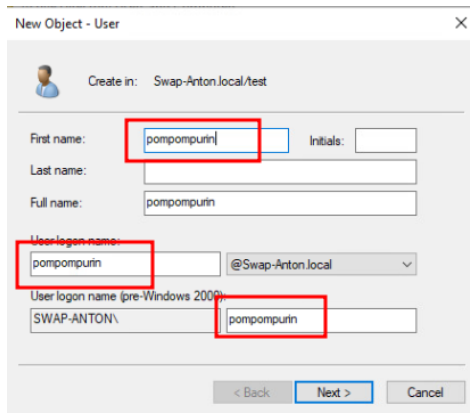 New Object - User
Create in: Swap-Anton.local/test
First name: pompompurin Initials:
Last name:
Full name: pompompurin
User logon name:
pompompurin @Swap-Anton.local
User logon name (pre-Windows 2000):
SWAP-ANTON\ pompompurin
< Back Next > Cancel